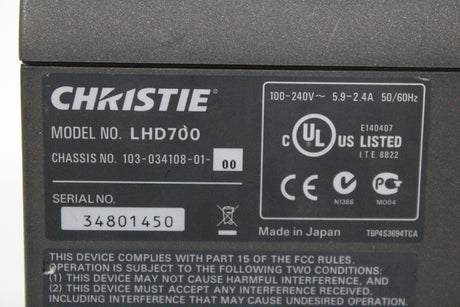 CHRISTIE
MODEL NO. LHD700
CHASSIS NO. 103-034108-01-00
SERIAL NO.
34801450
100-240V~ 5.9-2.4A 50/60Hz
C UL US LISTED
E140407
I.T.E. 8822
CE
N1388
PG
MO04
Made in Japan
T6P4S3694TCA
THIS DEVICE COMPLIES WITH PART 15 OF THE FCC RULES.
OPERATION IS SUBJECT TO THE FOLLOWING TWO CONDITIONS:
(1) THIS DEVICE MAY NOT CAUSE HARMFUL INTERFERENCE, AND
(2) THIS DEVICE MUST ACCEPT ANY INTERFERENCE RECEIVED,
INCLUDING INTERFERENCE THAT MAY CAUSE UNDESIRED OPERATION.